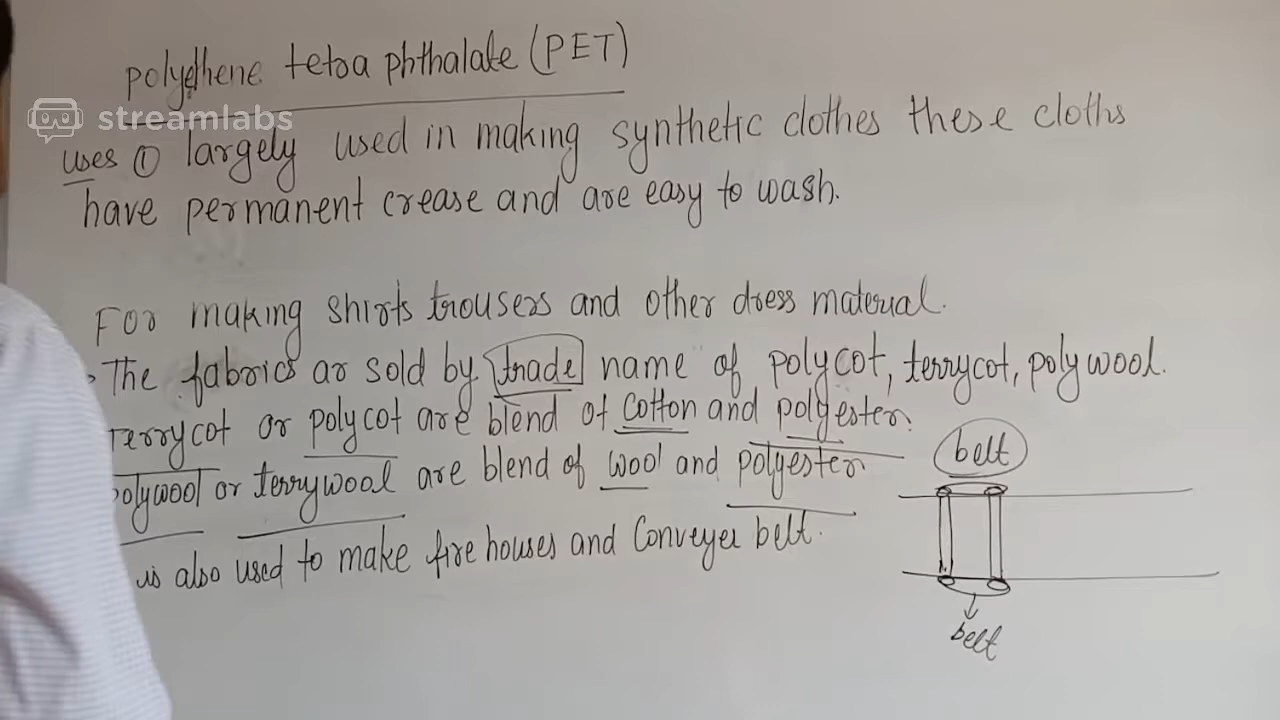 polyethene tetra phthalate (PET)
streamlabs
uses ① largely used in making synthetic clothes these cloths
have permanent crease and are easy to wash.
For making shirts trousers and other dress material.
The fabrics ar sold by trade name of polycot, terrycot, polywool.
Terrycot or polycot are blend of cotton and polyester.
polywool or terrywool are blend of wool and polyester
is also used to make fire houses and Conveyer belt.
belt
belt